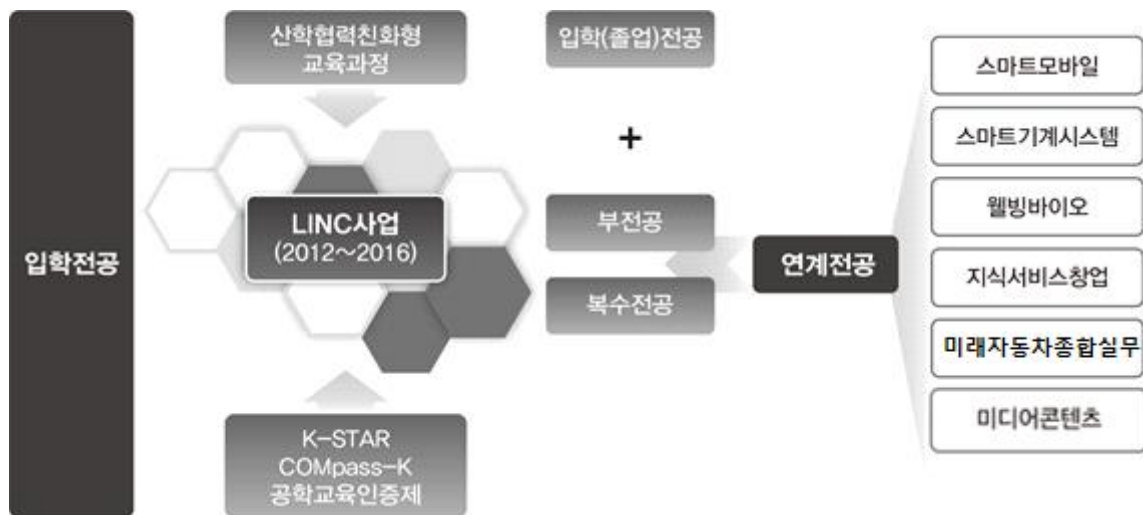 입학전공
산학협력친화형
교육과정
LINC사업
(2012~2016)
K-STAR
COMpass-K
공학교육인증제
입학(졸업)전공
+
부전공
복수전공
연계전공
스마트모바일
스마트기계시스템
웰빙바이오
지식서비스창업
미래자동차종합실무
미디어콘텐츠